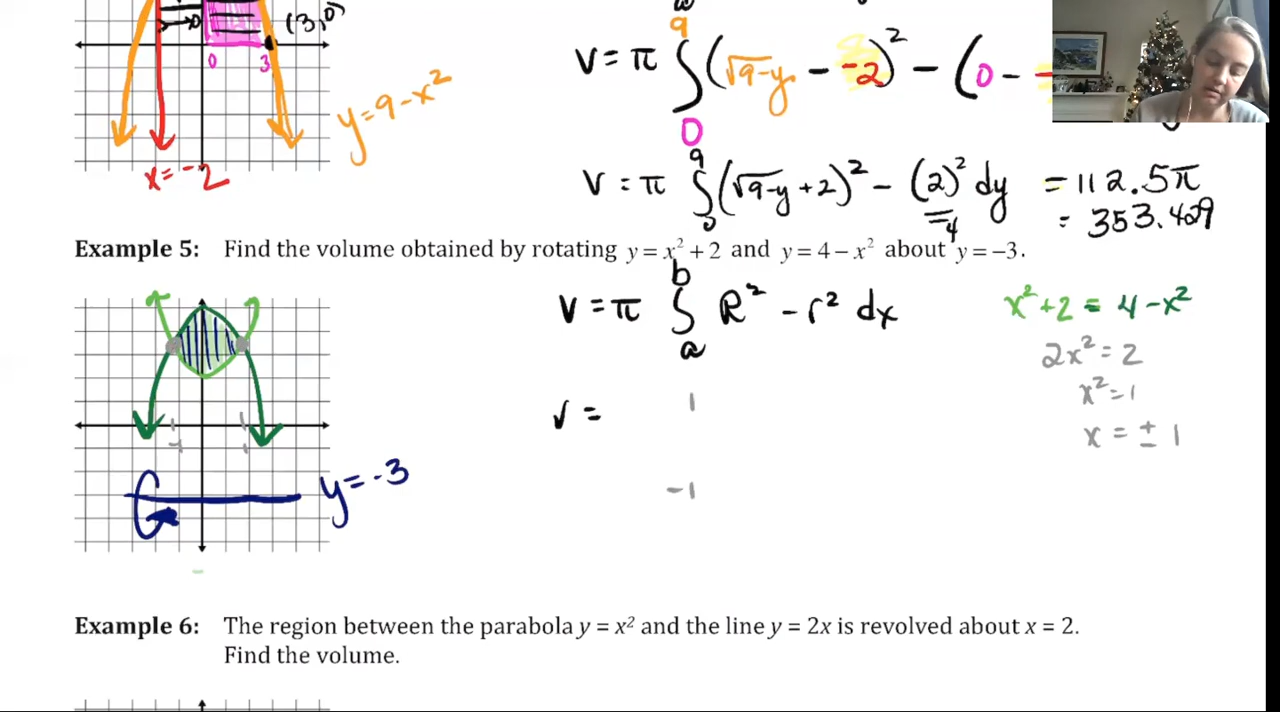 (3,0)
0 3
y=9-x²
x=-2
9
V=π ∫(√9-y - -2)² - (0 -
0
9
V=π ∫(√9-y+2)² - (2)² dy =112.5π
0 =4 = 353.429
Example 5: Find the volume obtained by rotating y = x² + 2 and y = 4 − x² about y = −3.
b
V=π ∫ R² - r² dx
a
x²+2 = 4-x²
2x² = 2
x²=1
x = ± 1
V = 1
-1
y=-3
Example 6: The region between the parabola y = x² and the line y = 2x is revolved about x = 2.
Find the volume.